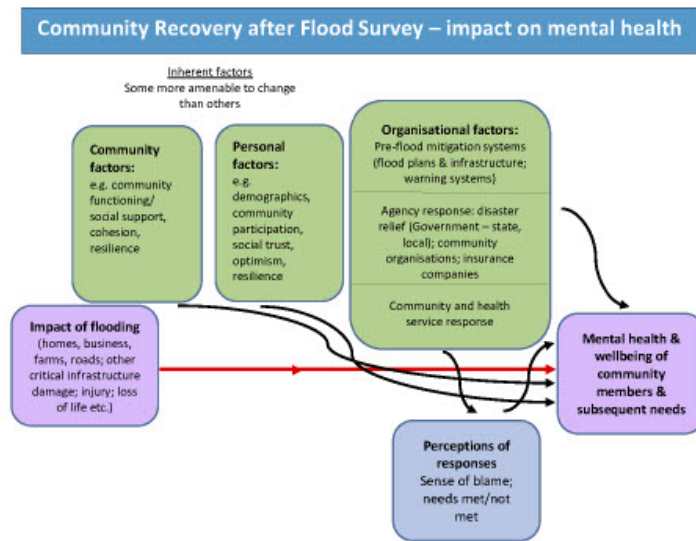 Community Recovery after Flood Survey – impact on mental health
Inherent factors
Some more amenable to change
than others
Community
factors:
e.g. community
functioning/
social support,
cohesion,
resilience
Personal
factors:
e.g.
demographics,
community
participation,
social trust,
optimism,
resilience
Organisational factors:
Pre-flood mitigation systems
(flood plans & infrastructure;
warning systems)
Agency response: disaster
relief (Government – state,
local); community
organisations; insurance
companies
Community and health
service response
Impact of flooding
(homes, business,
farms, roads; other
critical infrastructure
damage; injury; loss
of life etc.)
Mental health &
wellbeing of
community
members &
subsequent needs
Perceptions of
responses
Sense of blame;
needs met/not
met